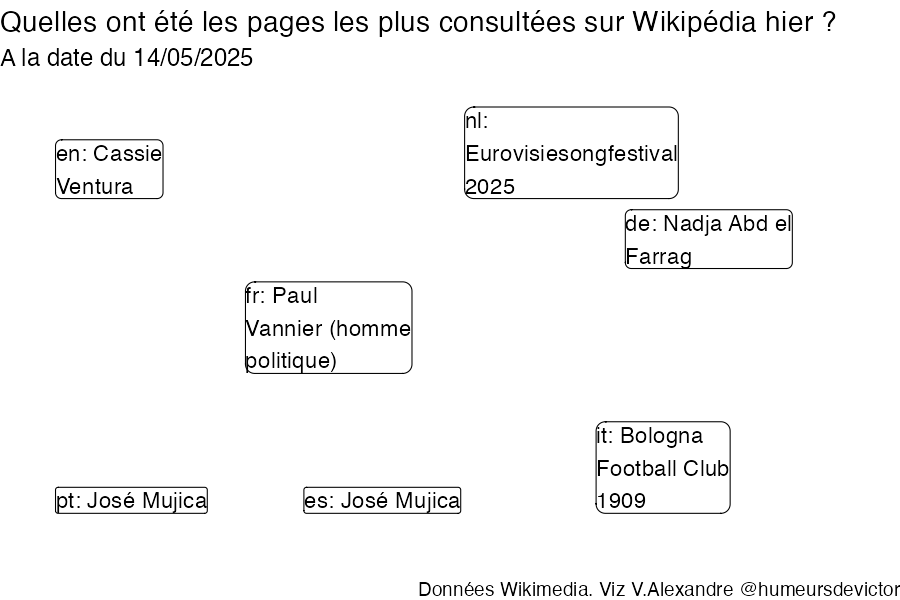 Quelles ont été les pages les plus consultées sur Wikipédia hier ?
A la date du 14/05/2025
nl:
Eurovisiesongfestival
2025
en: Cassie
Ventura
de: Nadja Abd el
Farrag
fr: Paul
Vannier (homme
politique)
it: Bologna
Football Club
1909
pt: José Mujica
es: José Mujica
Données Wikimedia. Viz V.Alexandre @humeursdevictor